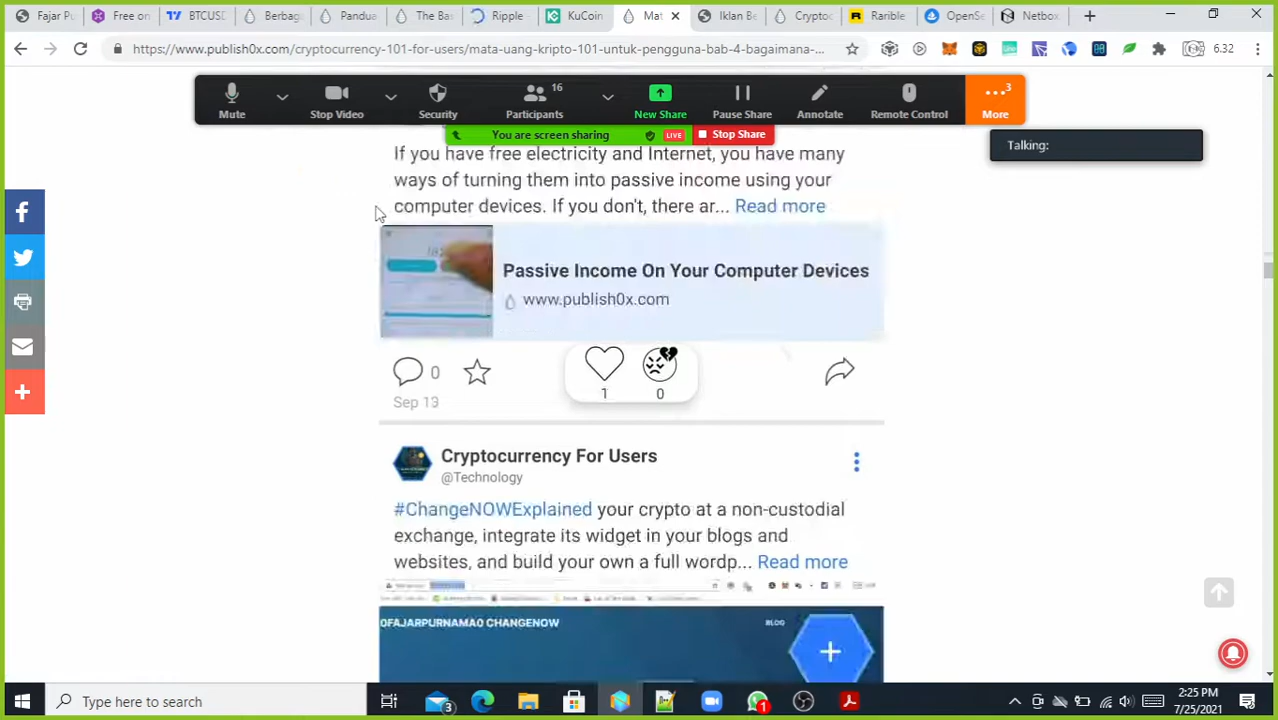 Fajar Pu
Free on
BTCUSD
Berbag
Pandua
The Ba
Ripple
KuCoin
Mat
Iklan Be
Crypto
Rarible
OpenSe
Netbox
https://www.publish0x.com/cryptocurrency-101-for-users/mata-uang-kripto-101-untuk-pengguna-bab-4-bagaimana-...
6.32
Mute
Stop Video
Security
16
Participants
New Share
Pause Share
Annotate
Remote Control
3
More
You are screen sharing
LIVE
Stop Share
Talking:
If you have free electricity and Internet, you have many
ways of turning them into passive income using your
computer devices. If you don't, there ar... Read more
Passive Income On Your Computer Devices
www.publish0x.com
0
1
0
Sep 13
Cryptocurrency For Users
@Technology
#ChangeNOWExplained your crypto at a non-custodial
exchange, integrate its widget in your blogs and
websites, and build your own a full wordp... Read more
0FAJARPURNAMA0 CHANGENOW
BLOG
Type here to search
3
1
2:25 PM
7/25/2021